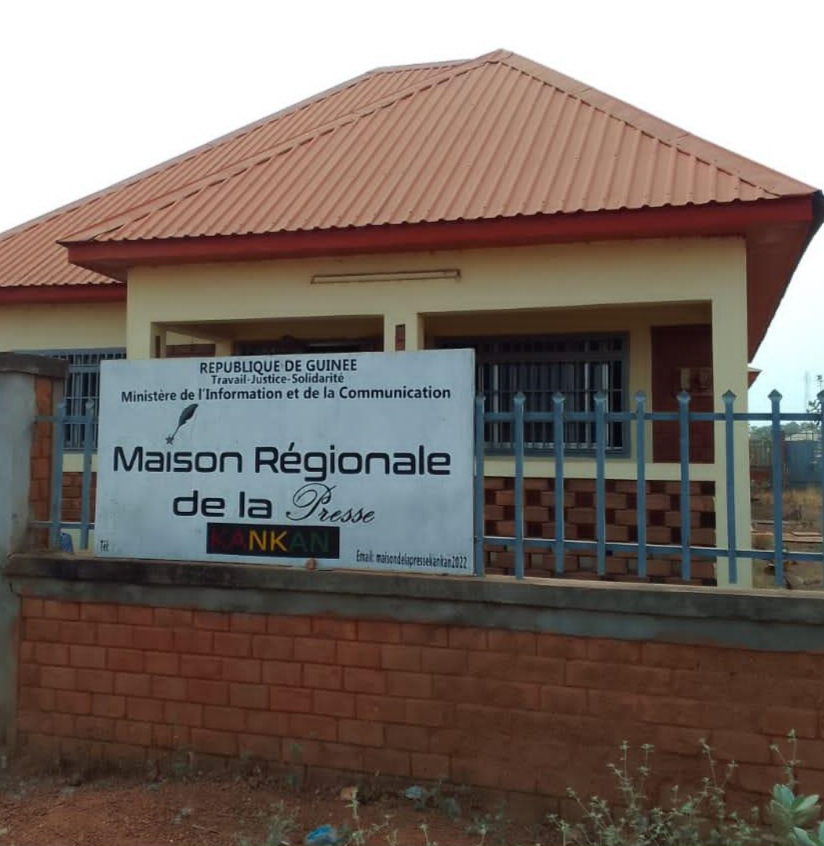 REPUBLIQUE DE GUINEE
Travail-Justice-Solidarité
Ministère de l'Information et de la Communication
Maison Régionale
de la Presse
KANKAN
Tél:
Email: maisondelapressekankan2022